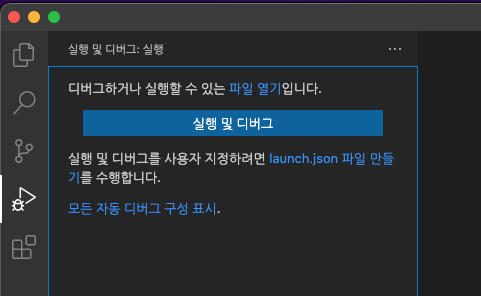 실행 및 디버그: 실행
디버그하거나 실행할 수 있는 파일 열기입니다.
실행 및 디버그
실행 및 디버그를 사용자 지정하려면 launch.json 파일 만들
기를 수행합니다.
모든 자동 디버그 구성 표시.